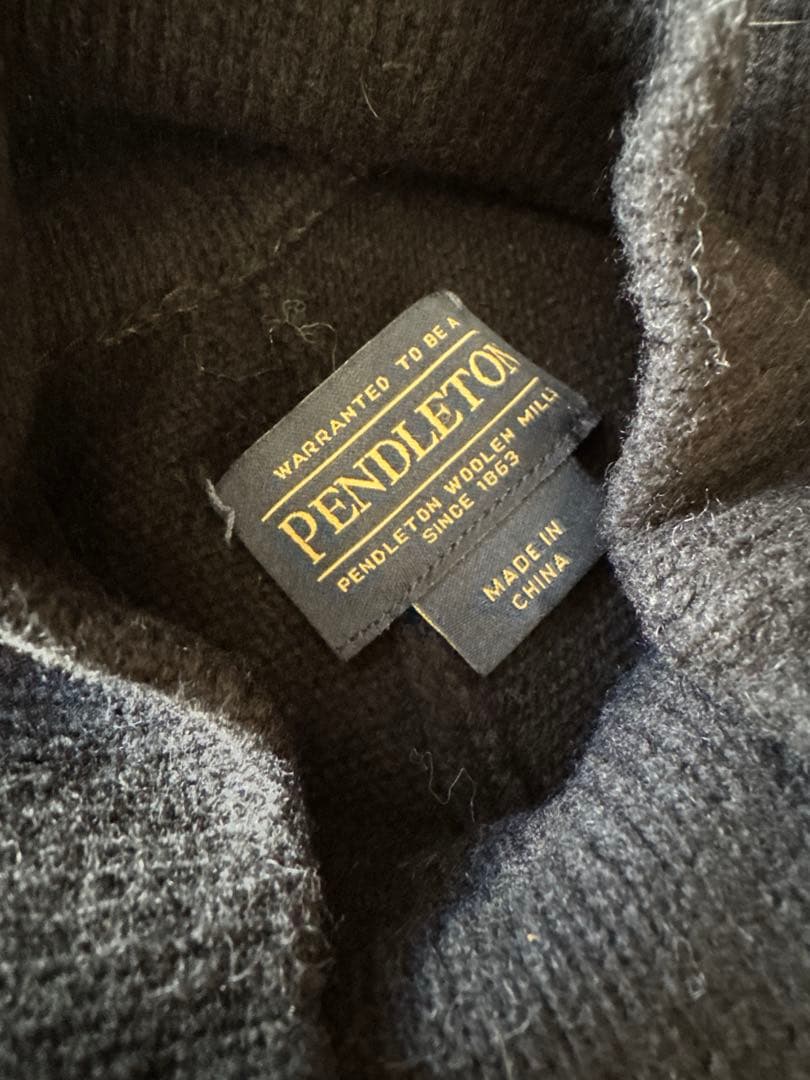 WARRANTED TO BE A
PENDLETON
PENDLETON WOOLEN MILLS
SINCE 1863
MADE IN
CHINA